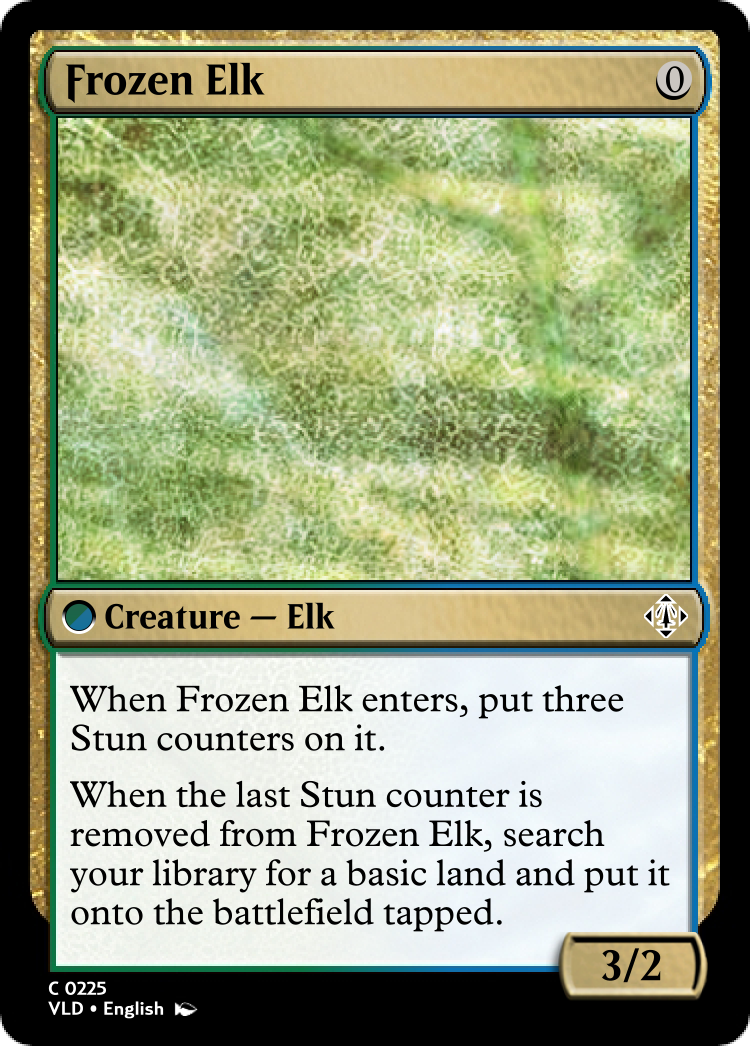 Frozen Elk
0
Creature — Elk
When Frozen Elk enters, put three
Stun counters on it.
When the last Stun counter is
removed from Frozen Elk, search
your library for a basic land and put it
onto the battlefield tapped.
3/2
C 0225
VLD • English